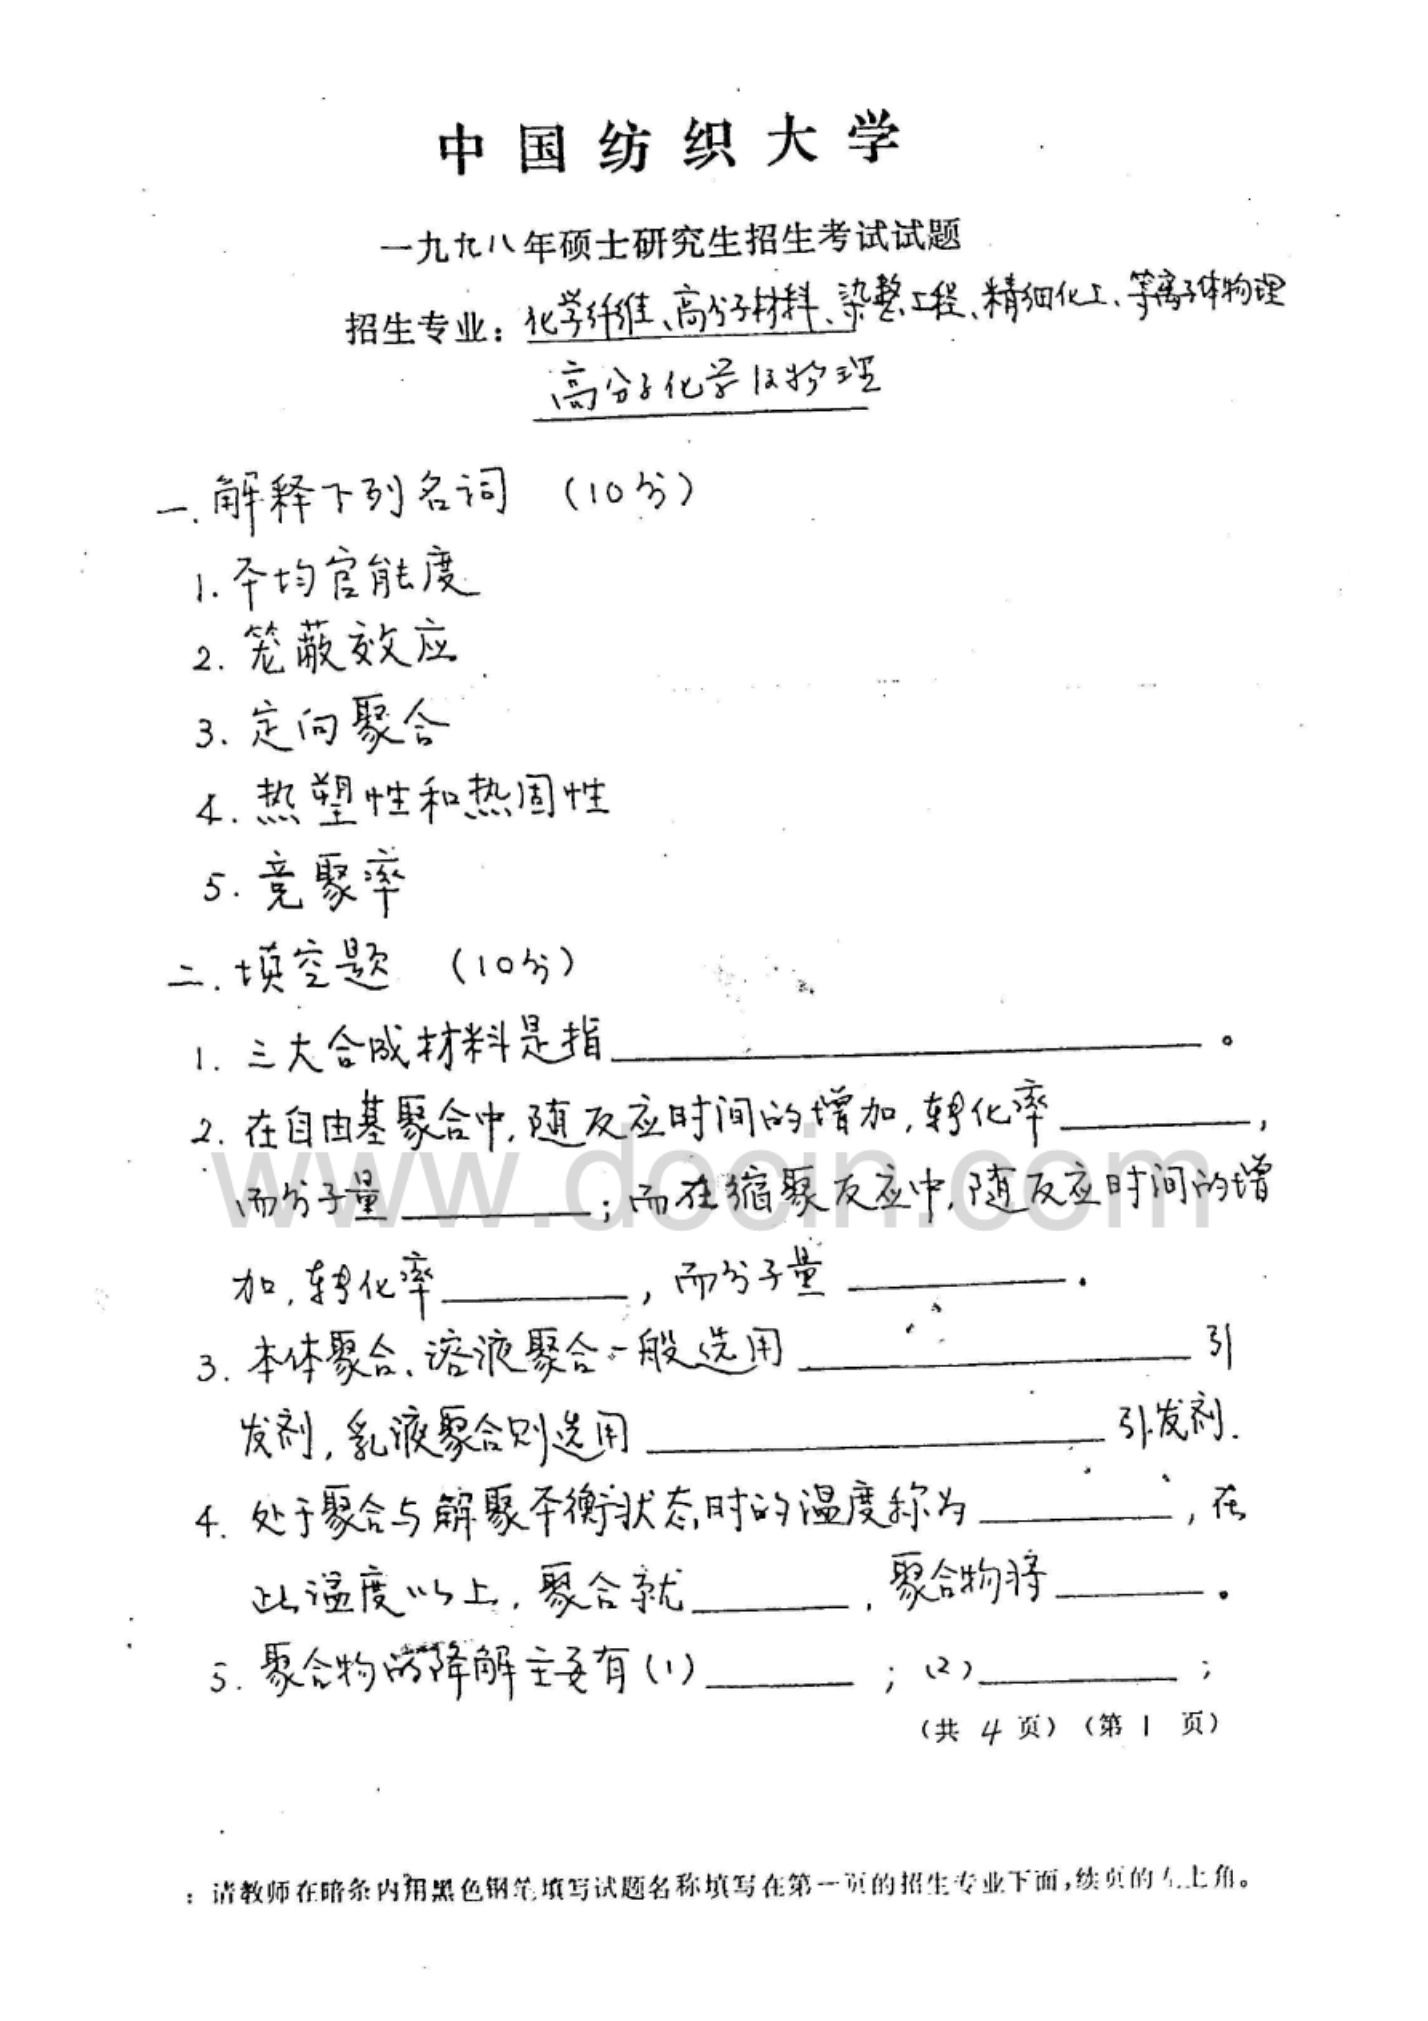 中国纺织大学
一九九八年硕士研究生招生考试试题
招生专业：化学纤维、高分子材料、染整工程、精细化工、等离子体物理
高分子化学及物理
一.解释下列名词 (10分)
1.平均官能度
2.笼蔽效应
3.定向聚合
4.热塑性和热固性
5.竞聚率
二.填空题 (10分)
1.三大合成材料是指____________。
2.在自由基聚合中,随反应时间的增加,转化率________,
而分子量________;而在缩聚反应中,随反应时间的增
加,转化率________,而分子量________.
3.本体聚合、溶液聚合一般选用____________引
发剂,乳液聚合则选用____________引发剂.
4.处于聚合与解聚平衡状态时的温度称为________,在
此温度以上,聚合就______,聚合物将______。
5.聚合物的降解主要有(1)______;(2)________;
(共 4 页)(第 1 页)
：请教师在暗条内用黑色钢笔填写试题名称填写在第一页的招生专业下面,续页的左上角。
www.docin.com